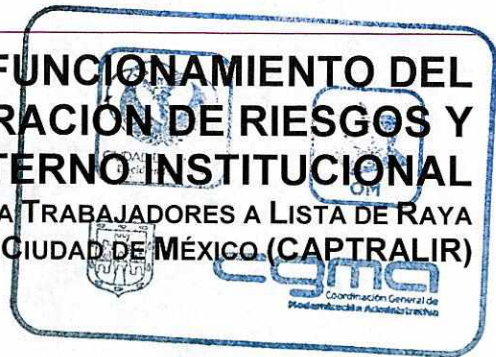 FUNCIONAMIENTO DEL
RACIÓN DE RIESGOS Y
TERNO INSTITUCIONAL
A TRABAJADORES A LISTA DE RAYA
CIUDAD DE MÉXICO (CAPTRALIR)
OM
cgma
Coordinación General de
Modernización Administrativa